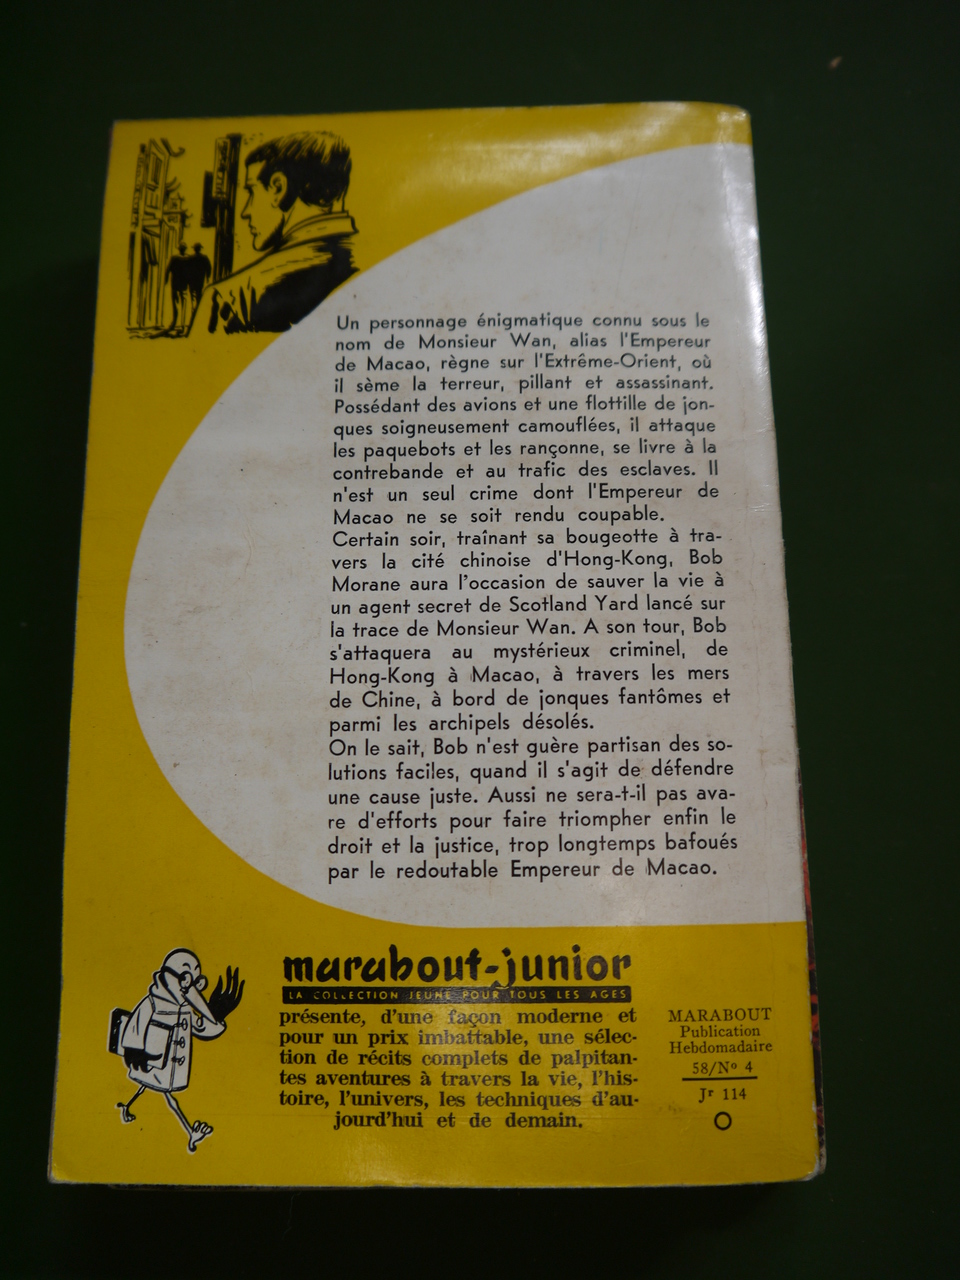 Un personnage énigmatique connu sous le
nom de Monsieur Wan, alias l'Empereur
de Macao, règne sur l'Extrême-Orient, où
il sème la terreur, pillant et assassinant.
Possédant des avions et une flottille de jon-
ques soigneusement camouflées, il attaque
les paquebots et les rançonne, se livre à la
contrebande et au trafic des esclaves. Il
n'est un seul crime dont l'Empereur de
Macao ne se soit rendu coupable.
Certain soir, traînant sa bougeotte à tra-
vers la cité chinoise d'Hong-Kong, Bob
Morane aura l'occasion de sauver la vie à
un agent secret de Scotland Yard lancé sur
la trace de Monsieur Wan. A son tour, Bob
s'attaquera au mystérieux criminel, de
Hong-Kong à Macao, à travers les mers
de Chine, à bord de jonques fantômes et
parmi les archipels désolés.
On le sait, Bob n'est guère partisan des so-
lutions faciles, quand il s'agit de défendre
une cause juste. Aussi ne sera-t-il pas ava-
re d'efforts pour faire triompher enfin le
droit et la justice, trop longtemps bafoués
par le redoutable Empereur de Macao.
marabout-junior
LA COLLECTION JEUNE POUR TOUS LES AGES
présente, d'une façon moderne et
pour un prix imbattable, une sélec-
tion de récits complets de palpitan-
tes aventures à travers la vie, l'his-
toire, l'univers, les techniques d'au-
jourd'hui et de demain.
MARABOUT
Publication
Hebdomadaire
58/Nº 4
Jr 114